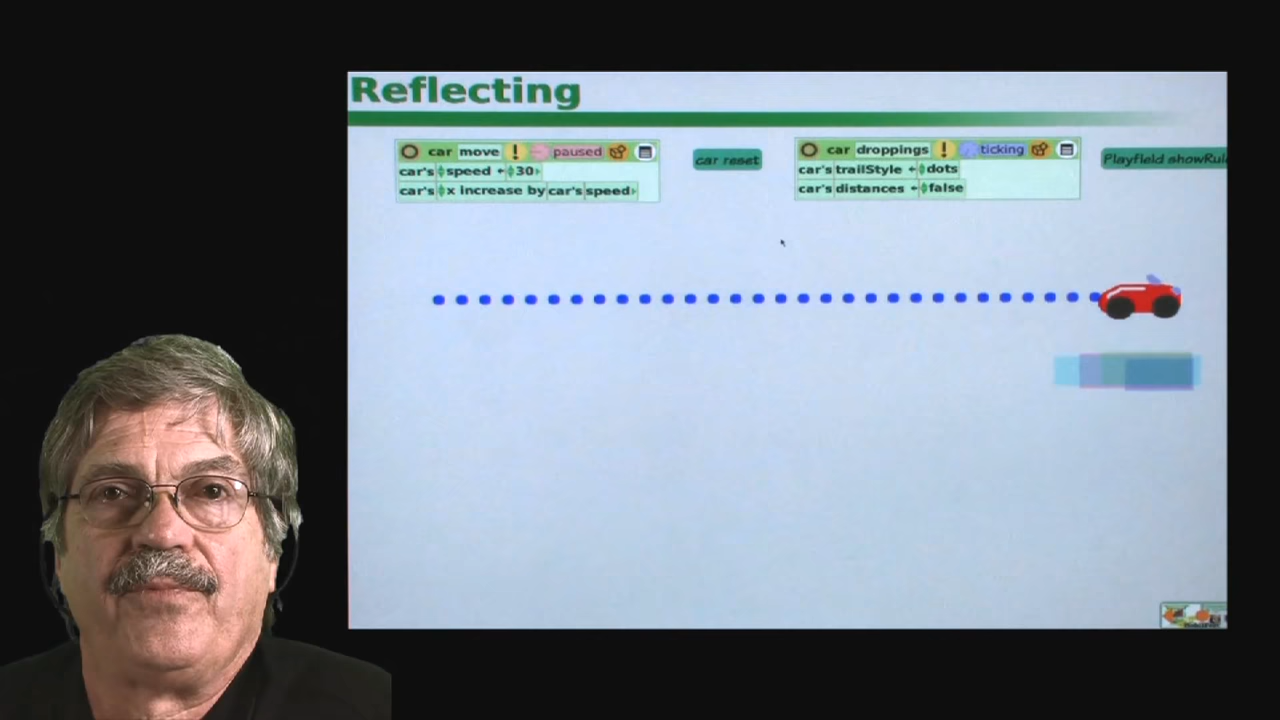 Reflecting
car move ! paused
car's speed ← 30
car's x increase by car's speed
car reset
car droppings ! ticking
car's trailStyle ← dots
car's distances ← false
Playfield showRul